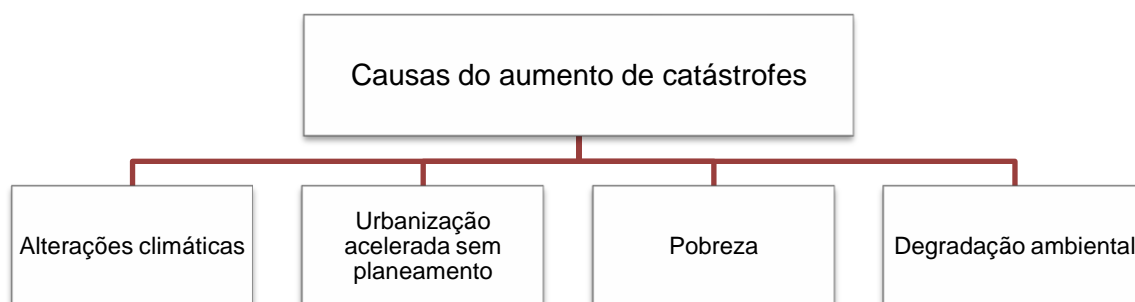 Causas do aumento de catástrofes
Alterações climáticas
Urbanização
acelerada sem
planeamento
Pobreza
Degradação ambiental